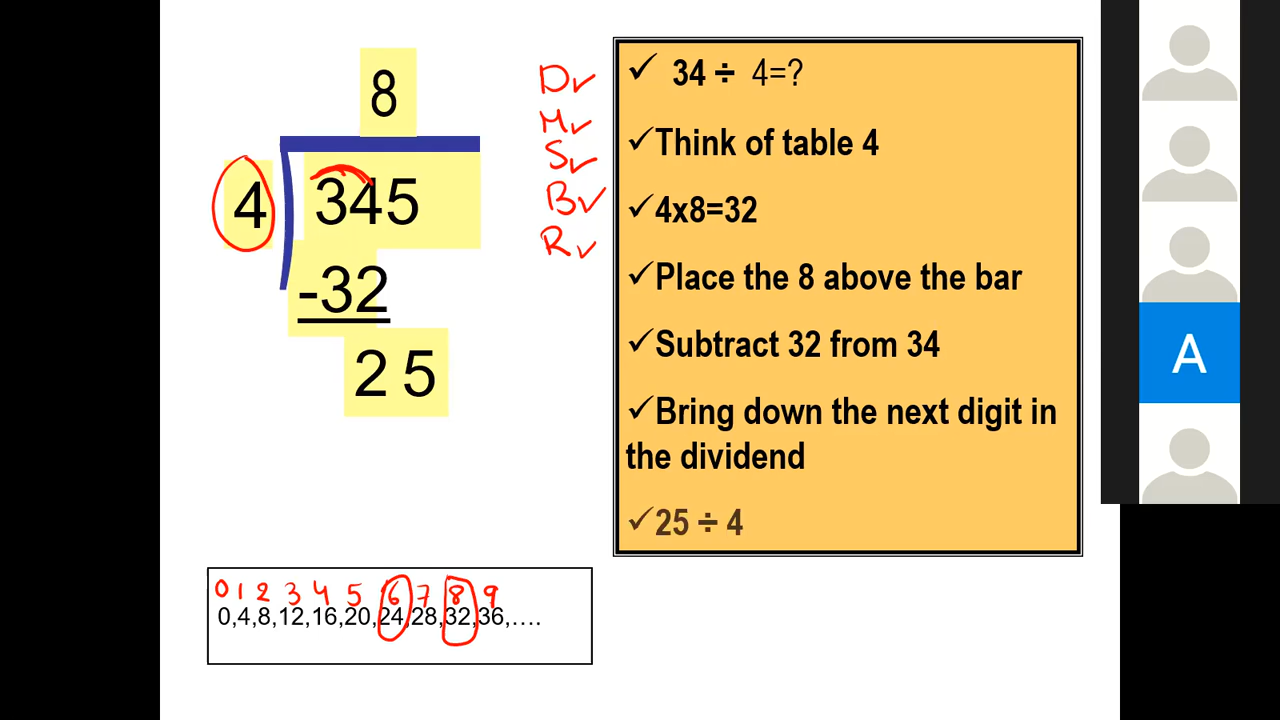 8
4 345
-32
2 5
D✓
M✓
S✓
B✓
R✓
✓ 34 ÷ 4=?
✓Think of table 4
✓4x8=32
✓Place the 8 above the bar
✓Subtract 32 from 34
✓Bring down the next digit in
the dividend
✓25 ÷ 4
0 1 2 3 4 5 6 7 8 9
0,4,8,12,16,20,24,28,32,36,....
A